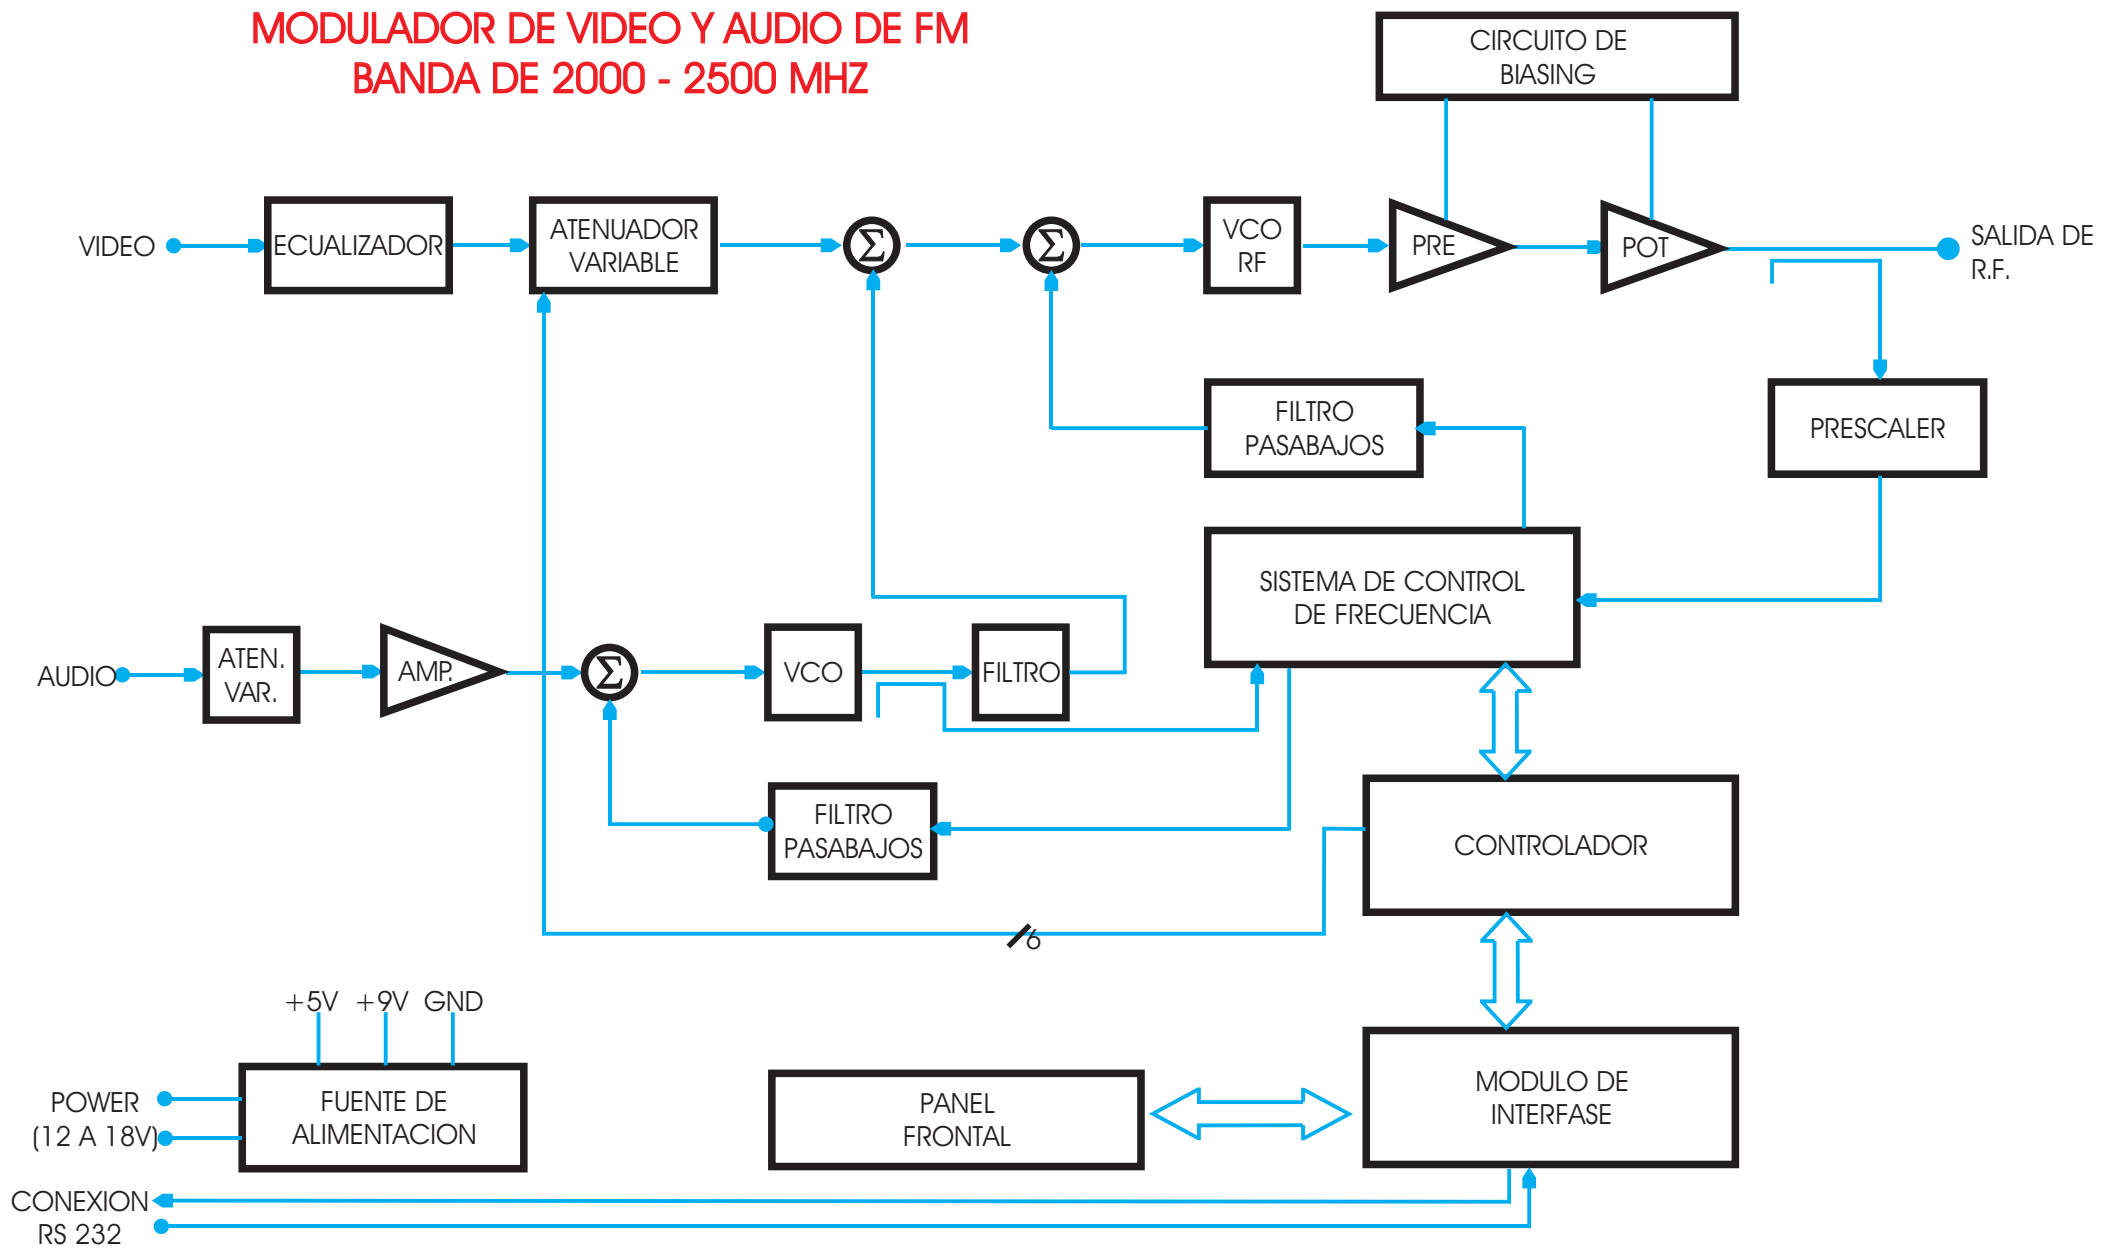 MODULADOR DE VIDEO Y AUDIO DE FM
BANDA DE 2000 - 2500 MHZ
CIRCUITO DE
BIASING
VIDEO
ECUALIZADOR
ATENUADOR
VARIABLE
Σ
Σ
VCO
RF
PRE
POT
SALIDA DE
R.F.
FILTRO
PASABAJOS
PRESCALER
SISTEMA DE CONTROL
DE FRECUENCIA
AUDIO
ATEN.
VAR.
AMP.
Σ
VCO
FILTRO
FILTRO
PASABAJOS
CONTROLADOR
6
+5V +9V GND
POWER
(12 A 18V)
FUENTE DE
ALIMENTACION
PANEL
FRONTAL
MODULO DE
INTERFASE
CONEXION
RS 232